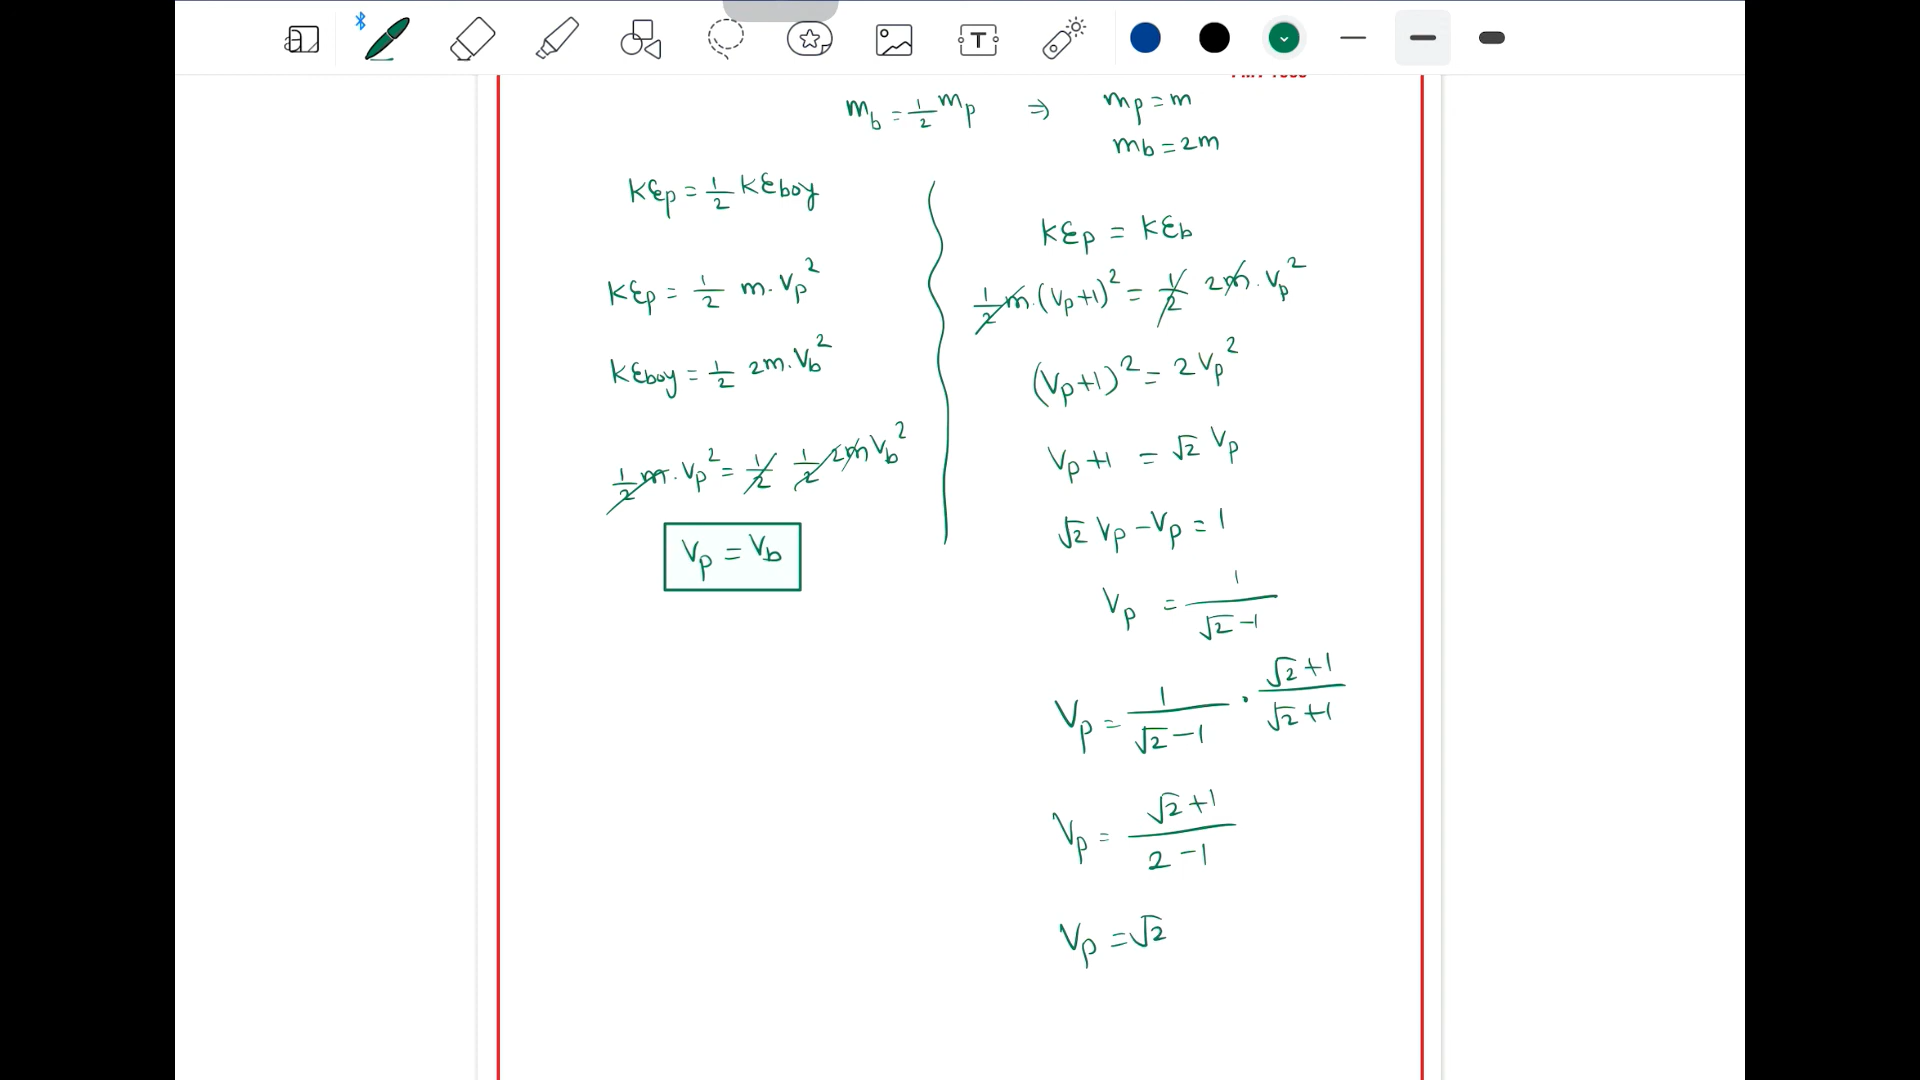 m_b = 1/2 m_p ⇒ m_p = m
m_b = 2m
KE_p = 1/2 KE_boy
KE_p = 1/2 m.V_p^2
KE_boy = 1/2 2m.V_b^2
1/2 m.V_p^2 = 1/2 1/2 2m V_b^2
V_p = V_b
KE_p = KE_b
1/2 m.(V_p+1)^2 = 1/2 2m.V_p^2
(V_p+1)^2 = 2V_p^2
V_p+1 = √2 V_p
√2 V_p - V_p = 1
V_p = 1/(√2-1)
V_p = 1/(√2-1) · (√2+1)/(√2+1)
V_p = (√2+1)/(2-1)
V_p = √2